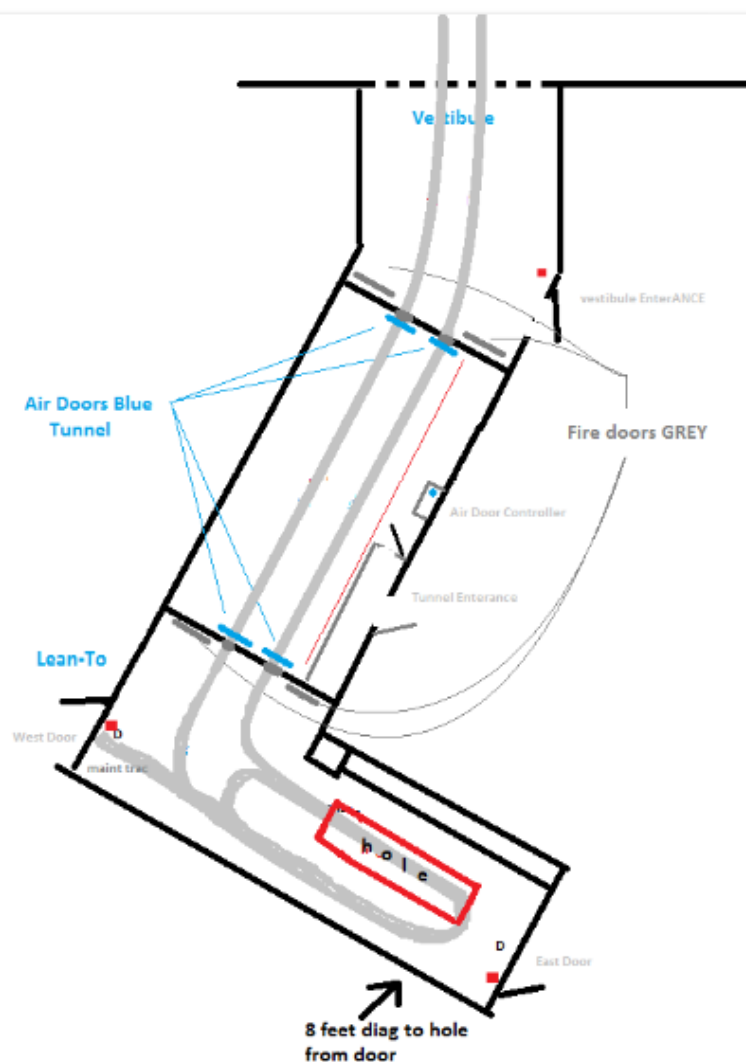 Vestibule
vestibule EnterANCE
Air Doors Blue
Tunnel
Fire doors GREY
Air Door Controller
Tunnel Enterance
Lean-To
West Door
D
maint trac
h o l e
D
East Door
8 feet diag to hole
from door